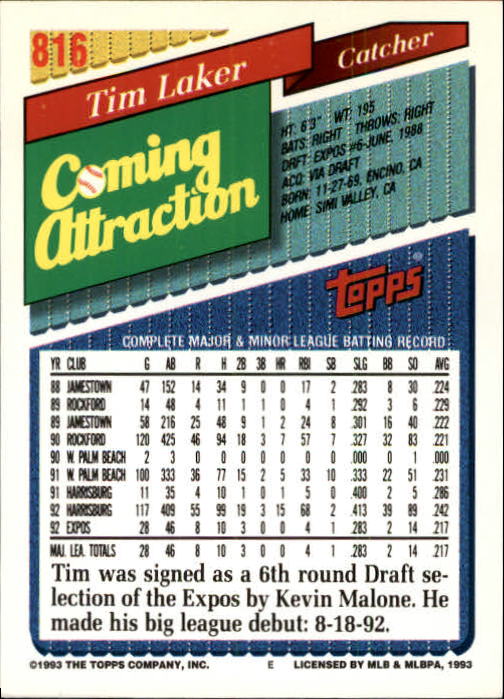 816
Tim Laker
Catcher
Coming
Attraction
HT: 6'3" WT: 195
BATS: RIGHT THROWS: RIGHT
DRFT: EXPOS #6-JUNE, 1988
ACQ: VIA DRAFT
BORN: 11-27-69, ENCINO, CA
HOME: SIMI VALLEY, CA
TOPPS®
COMPLETE MAJOR & MINOR LEAGUE BATTING RECORD
YR CLUB G AB R H 2B 3B HR RBI SB SLG BB SO AVG
88 JAMESTOWN 47 152 14 34 9 0 0 17 2 .283 8 30 .224
89 ROCKFORD 14 48 4 11 1 1 0 4 1 .292 3 6 .229
89 JAMESTOWN 58 216 25 48 9 1 2 24 8 .301 16 40 .222
90 ROCKFORD 120 425 46 94 18 3 7 57 7 .327 32 83 .221
90 W. PALM BEACH 2 3 0 0 0 0 0 0 0 .000 0 1 .000
91 W. PALM BEACH 100 333 36 77 15 2 5 33 10 .333 22 51 .231
91 HARRISBURG 11 35 4 10 1 0 1 5 0 .400 2 5 .286
92 HARRISBURG 117 409 55 99 19 3 15 68 2 .413 39 89 .242
92 EXPOS 28 46 8 10 3 0 0 4 1 .283 2 14 .217
MAJ. LEA. TOTALS 28 46 8 10 3 0 0 4 1 .283 2 14 .217
Tim was signed as a 6th round Draft se-
lection of the Expos by Kevin Malone. He
made his big league debut: 8-18-92.
©1993 THE TOPPS COMPANY, INC. E LICENSED BY MLB & MLBPA, 1993